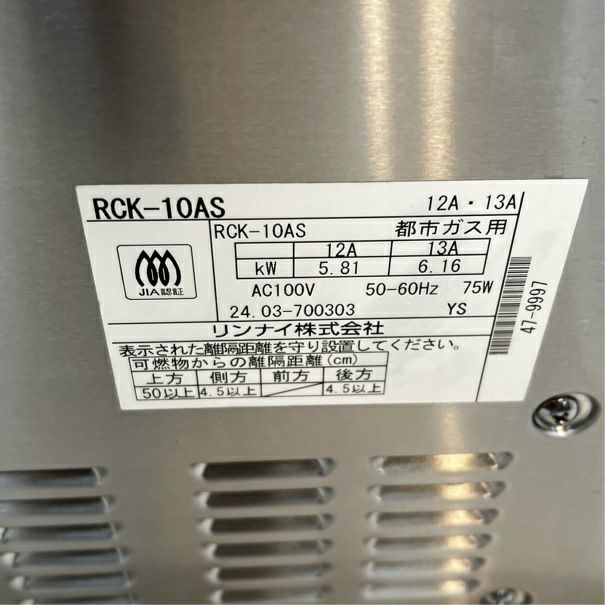 RCK-10AS 12A・13A
RCK-10AS 都市ガス用
12A 13A
kW 5.81 6.16
JIA認証
AC100V 50-60Hz 75W
24.03-700303 YS
リンナイ株式会社
表示された離隔距離を守り設置してください。
可燃物からの離隔距離(cm)
上方 側方 前方 後方
50以上 4.5以上 4.5以上
47-9997